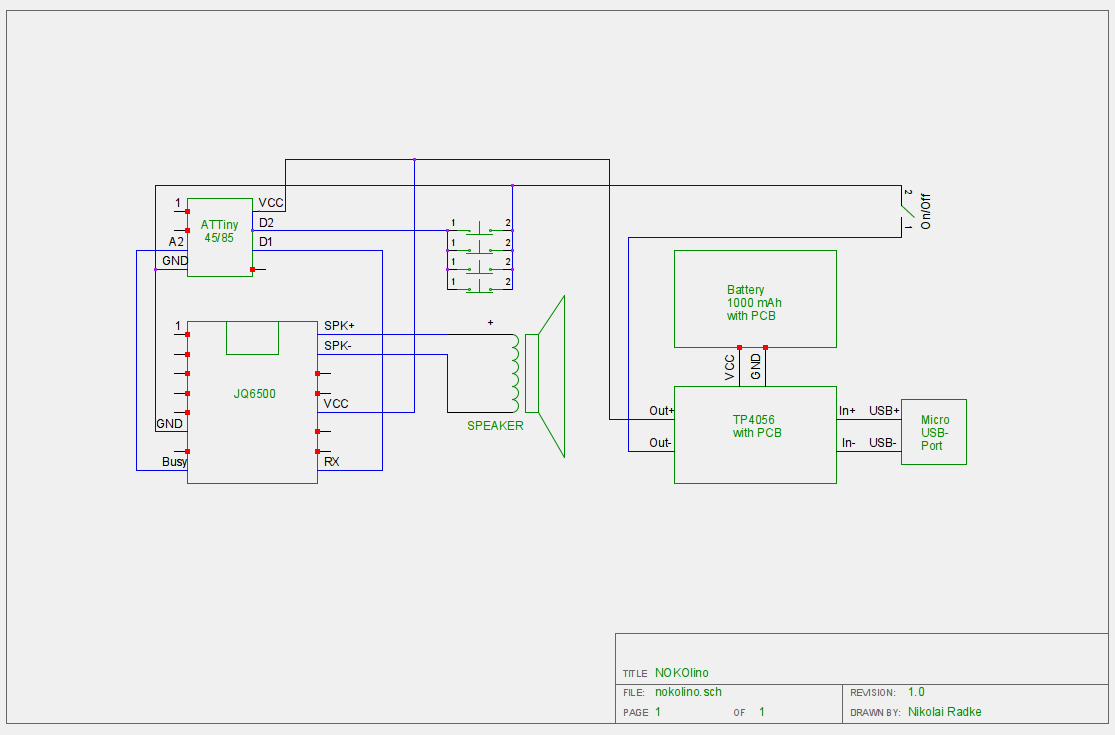 1
VCC
ATTiny
45/85
D2
A2
D1
GND
1
2
1
2
1
2
1
2
2
1
On/Off
Battery
1000 mAh
with PCB
VCC
GND
1
SPK+
SPK-
+
JQ6500
VCC
GND
Busy
RX
SPEAKER
Out+
Out-
TP4056
with PCB
In+
In-
USB+
USB-
Micro
USB-
Port
TITLE NOKOlino
FILE: nokolino.sch
REVISION: 1.0
PAGE 1 OF 1
DRAWN BY: Nikolai Radke